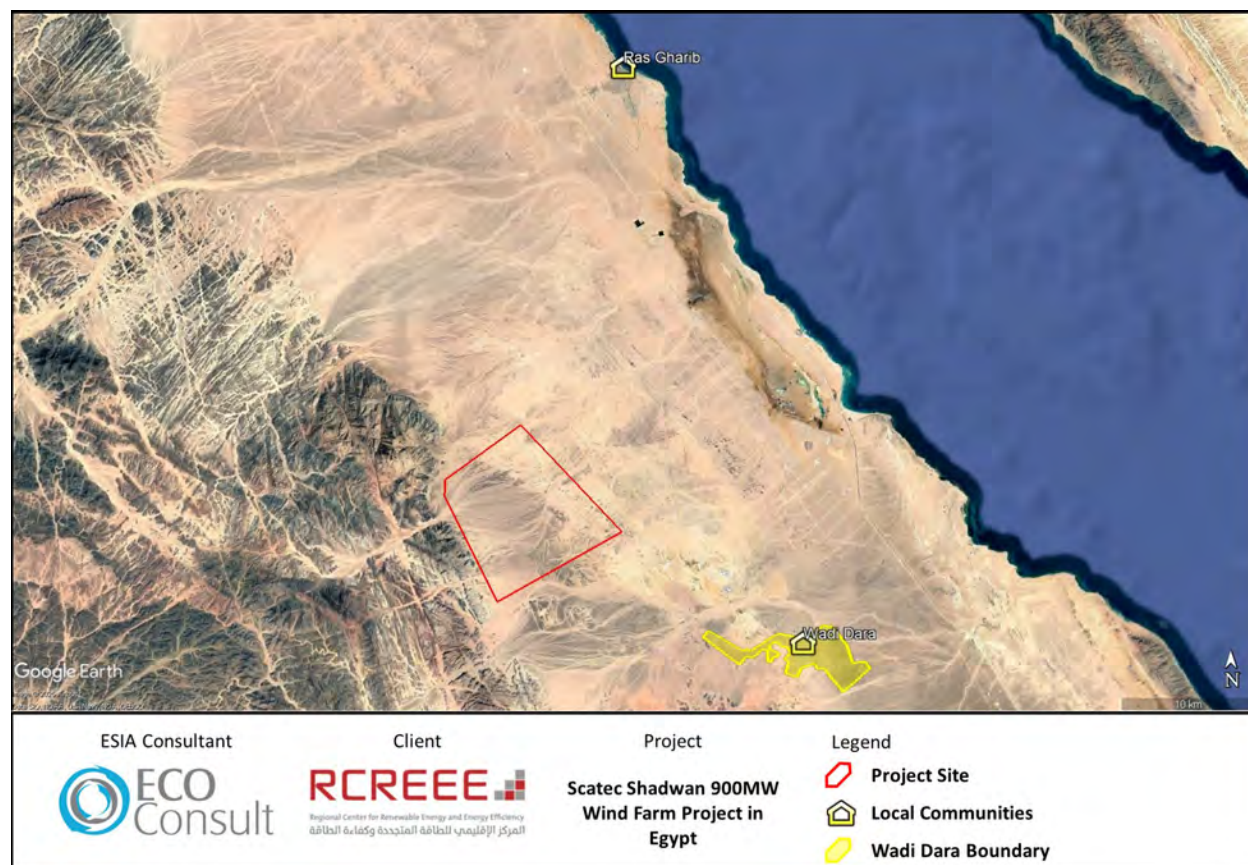 Ras Gharib
Wadi Dara
Google Earth
N
10 km
ESIA Consultant
Client
Project
Legend
ECO
Consult
RCREEE
Regional Center for Renewable Energy and Energy Efficiency
المركز الإقليمي للطاقة المتجددة وكفاءة الطاقة
Scatec Shadwan 900MW
Wind Farm Project in
Egypt
Project Site
Local Communities
Wadi Dara Boundary